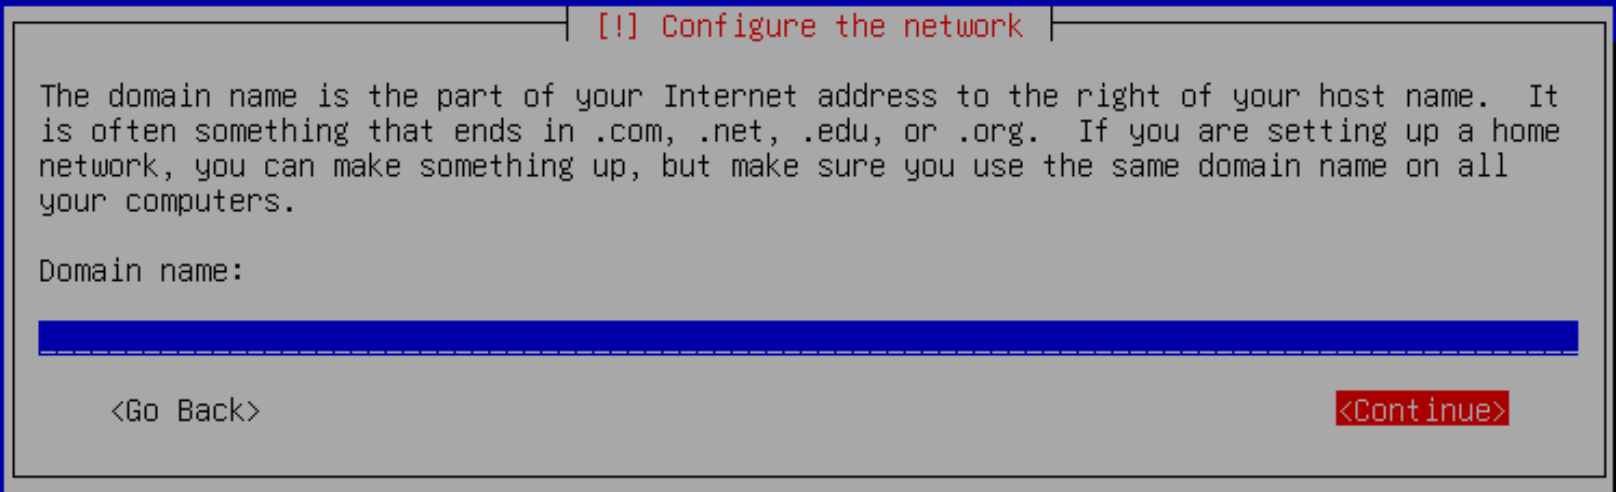 [!] Configure the network
The domain name is the part of your Internet address to the right of your host name.  It
is often something that ends in .com, .net, .edu, or .org.  If you are setting up a home
network, you can make something up, but make sure you use the same domain name on all
your computers.
Domain name:
<Go Back> <Continue>